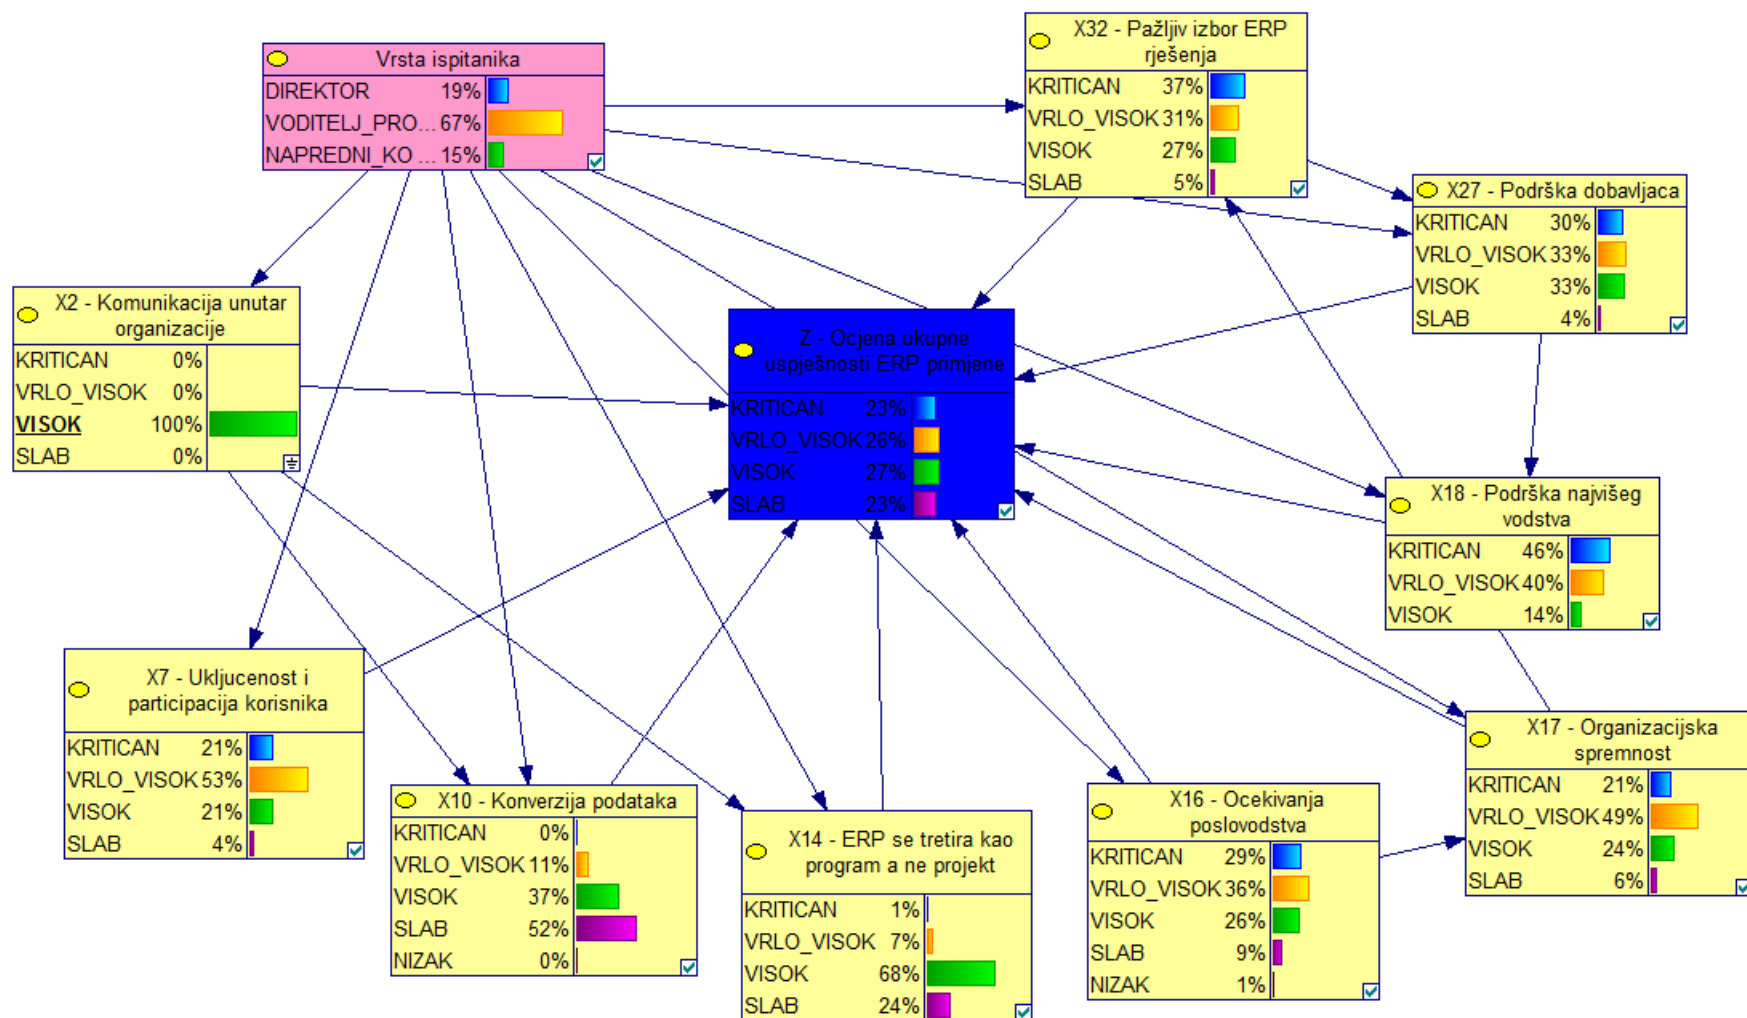 Vrsta ispitanika
DIREKTOR 19%
VODITELJ_PRO... 67%
NAPREDNI_KO ... 15%
X32 - Pažljiv izbor ERP
rješenja
KRITICAN 37%
VRLO_VISOK 31%
VISOK 27%
SLAB 5%
X27 - Podrška dobavljaca
KRITICAN 30%
VRLO_VISOK 33%
VISOK 33%
SLAB 4%
X2 - Komunikacija unutar
organizacije
KRITICAN 0%
VRLO_VISOK 0%
VISOK 100%
SLAB 0%
Z - Ocjena ukupne
uspješnosti ERP primjene
KRITICAN 23%
VRLO_VISOK 26%
VISOK 27%
SLAB 23%
X18 - Podrška najvišeg
vodstva
KRITICAN 46%
VRLO_VISOK 40%
VISOK 14%
X7 - Ukljucenost i
participacija korisnika
KRITICAN 21%
VRLO_VISOK 53%
VISOK 21%
SLAB 4%
X10 - Konverzija podataka
KRITICAN 0%
VRLO_VISOK 11%
VISOK 37%
SLAB 52%
NIZAK 0%
X14 - ERP se tretira kao
program a ne projekt
KRITICAN 1%
VRLO_VISOK 7%
VISOK 68%
SLAB 24%
X16 - Ocekivanja
poslovodstva
KRITICAN 29%
VRLO_VISOK 36%
VISOK 26%
SLAB 9%
NIZAK 1%
X17 - Organizacijska
spremnost
KRITICAN 21%
VRLO_VISOK 49%
VISOK 24%
SLAB 6%